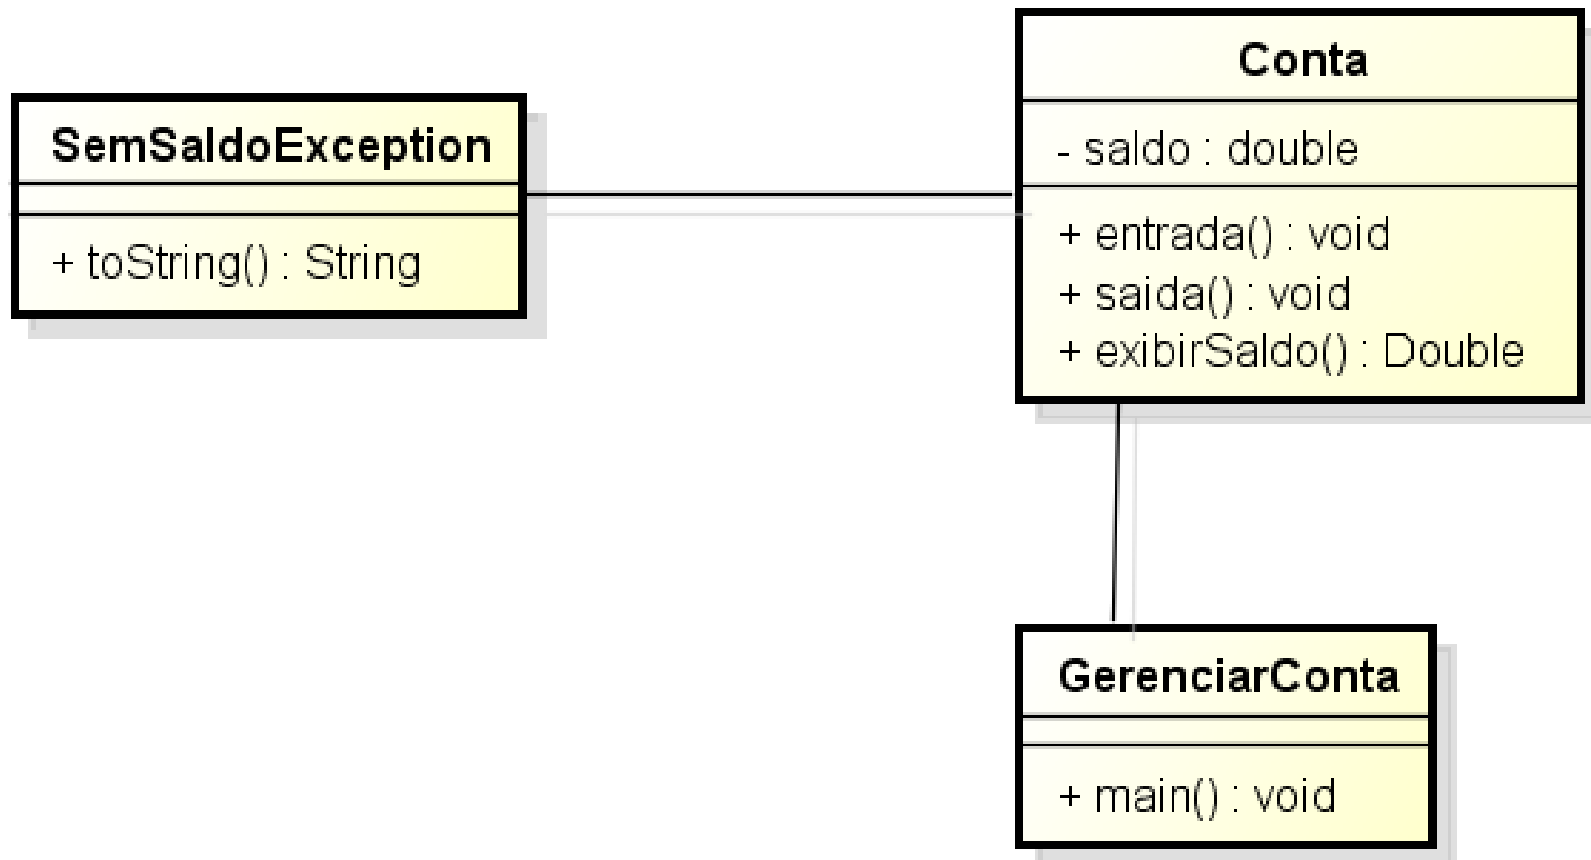 SemSaldoException
+ toString() : String
Conta
- saldo : double
+ entrada() : void
+ saida() : void
+ exibirSaldo() : Double
GerenciarConta
+ main() : void